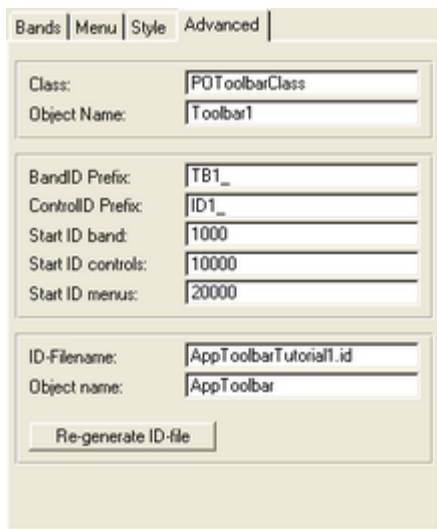 Bands Menu Style Advanced
Class: POToolbarClass
Object Name: Toolbar1
BandID Prefix: TB1_
ControlID Prefix: ID1_
Start ID band: 1000
Start ID controls: 10000
Start ID menus: 20000
ID-Filename: AppToolbarTutorial1.id
Object name: AppToolbar
Re-generate ID-file